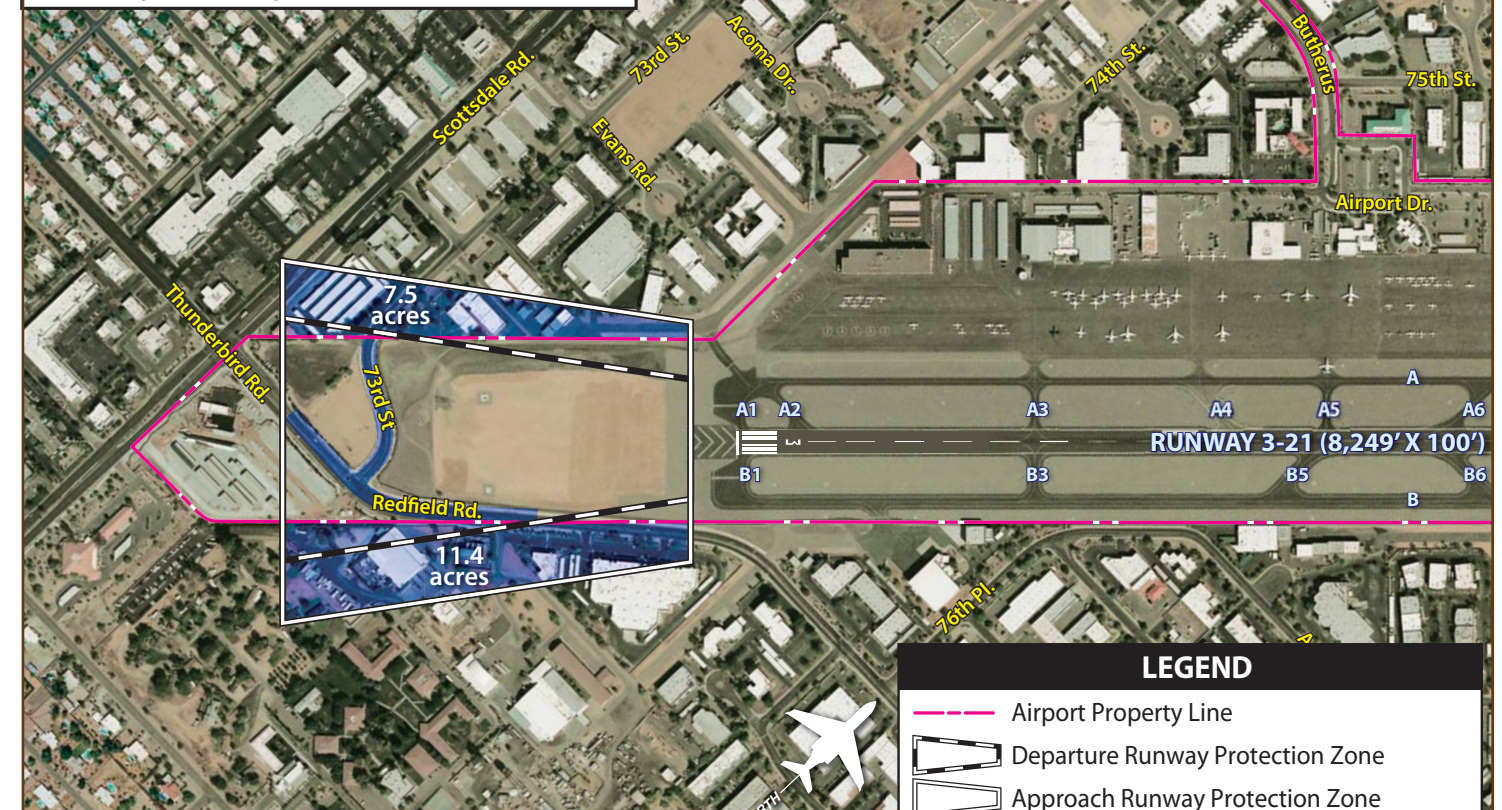 Acoma Dr..
73rd St.
Butherus
74th St.
75th St.
Scottsdale Rd.
Evans Rd.
Airport Dr.
Thunderbird Rd.
7.5
acres
73rd St
A
A1 A2 A3 A4 A5 A6
RUNWAY 3-21 (8,249’ X 100’)
3
B1 B3 B5 B6
B
Redfield Rd.
11.4
acres
76th Pl.
LEGEND
Airport Property Line
Departure Runway Protection Zone
Approach Runway Protection Zone